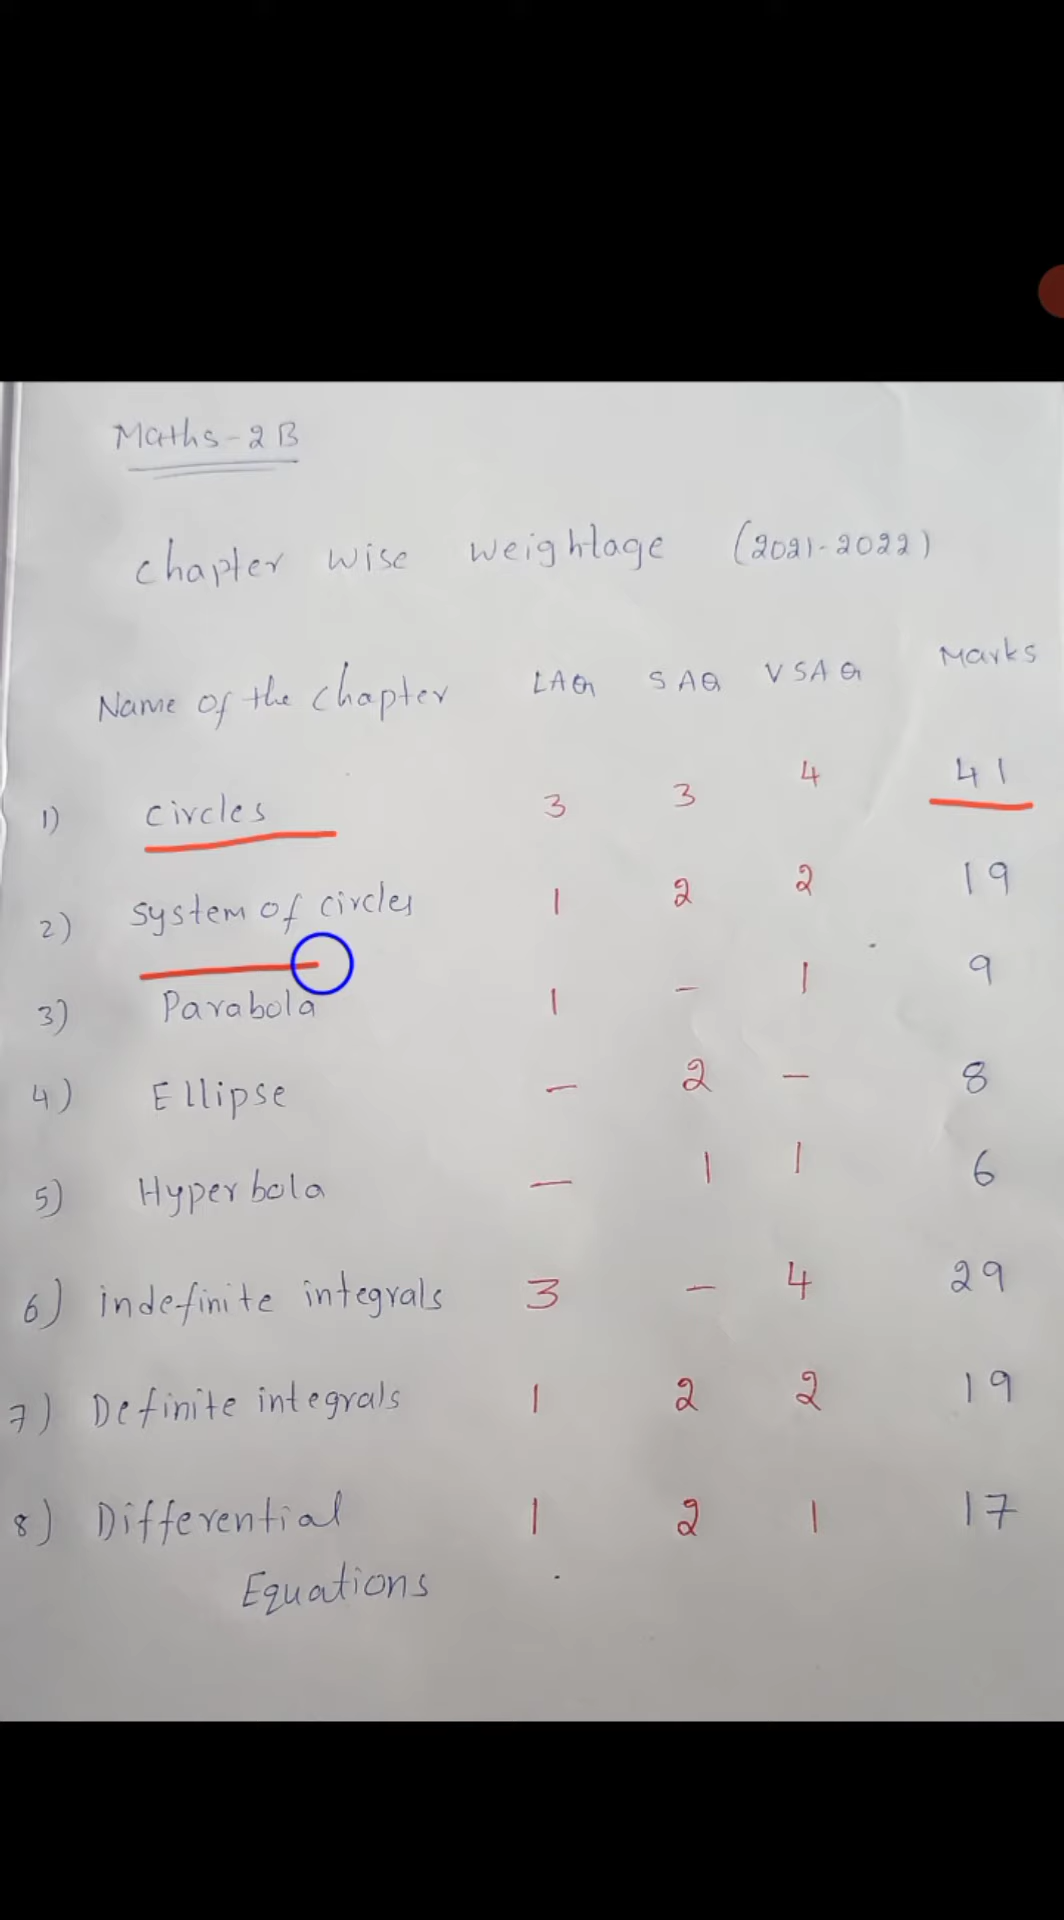 Maths-2B
Chapter wise weightage (2021-2022)
Name of the chapter LAQ SAQ VSAQ Marks
1) Circles 3 3 4 41
2) System of circles 1 2 2 19
3) Parabola 1 - 1 9
4) Ellipse - 2 - 8
5) Hyperbola - 1 1 6
6) indefinite integrals 3 - 4 29
7) Definite integrals 1 2 2 19
8) Differential 1 2 1 17
Equations